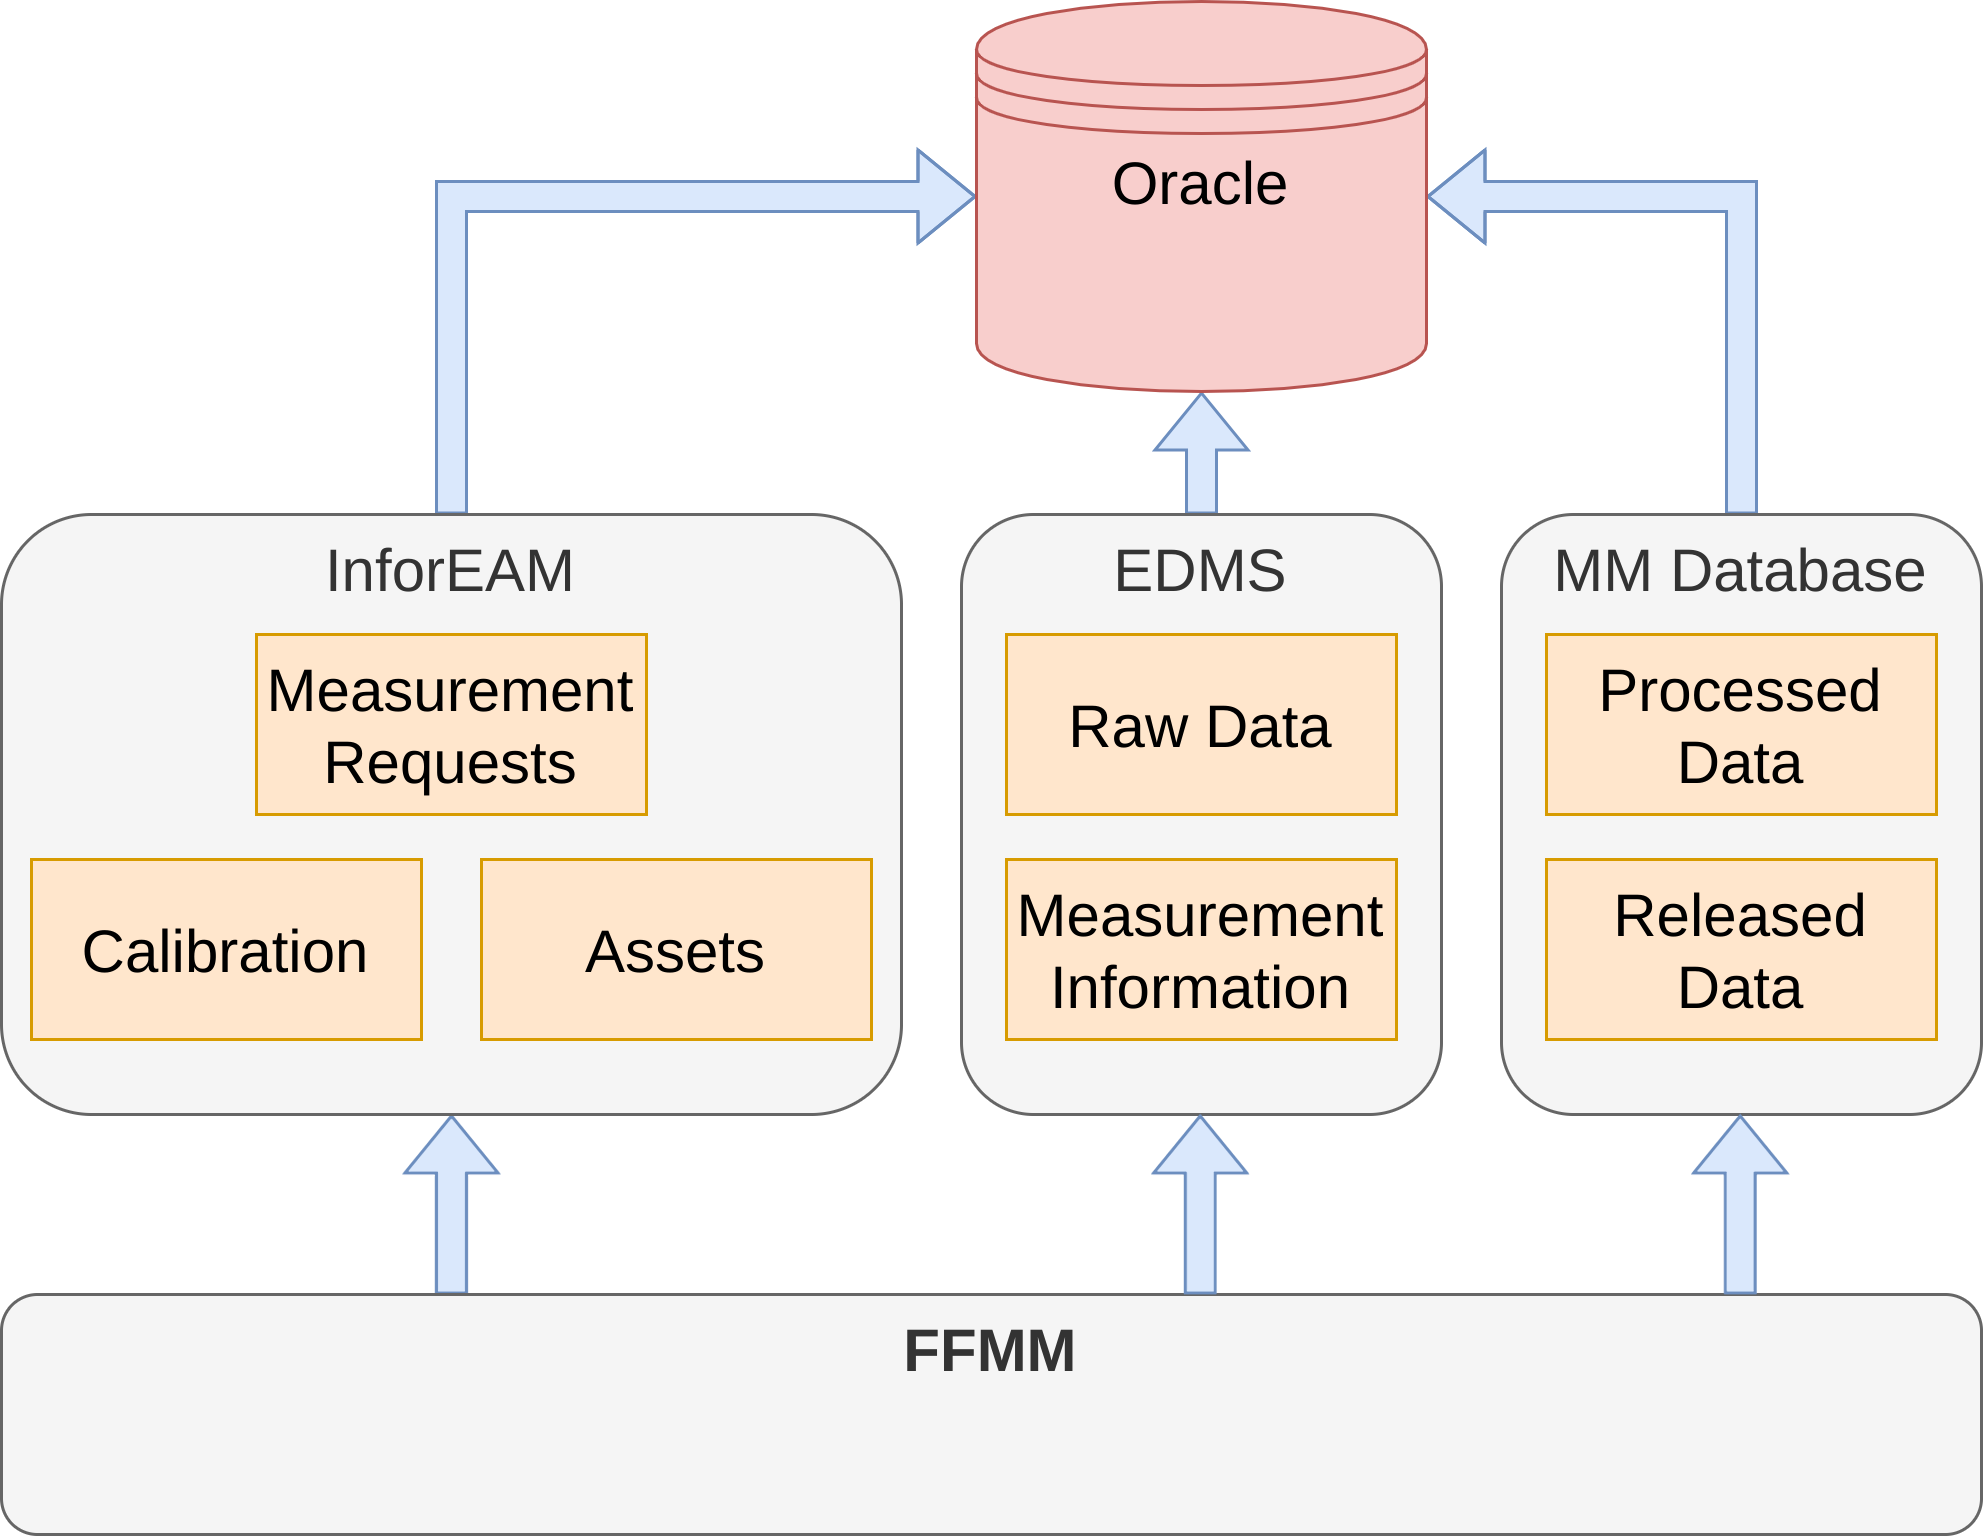 Oracle
InforEAM
Measurement
Requests
Calibration
Assets
EDMS
Raw Data
Measurement
Information
MM Database
Processed
Data
Released
Data
FFMM